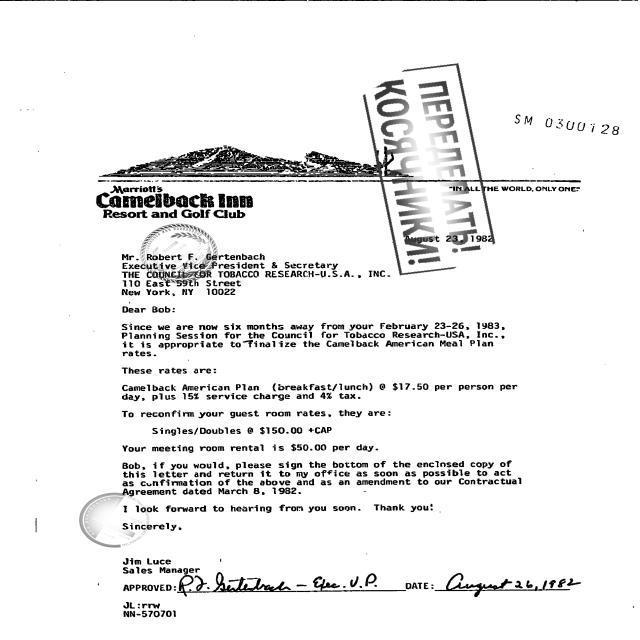 ПЕРЕДЕЛАТЬ!
КОСЯЧНИКИ!
SM 0300128
Marriott's
Camelback Inn
Resort and Golf Club
"IN ALL THE WORLD, ONLY ONE"
August 23, 1982
Mr. Robert F. Gertenbach
Executive Vice President & Secretary
THE COUNCIL FOR TOBACCO RESEARCH-U.S.A., INC.
110 East 59th Street
New York, NY 10022
Dear Bob:
Since we are now six months away from your February 23-26, 1983,
Planning Session for the Council for Tobacco Research-USA, Inc.,
it is appropriate to finalize the Camelback American Meal Plan
rates.
These rates are:
Camelback American Plan (breakfast/lunch) @ $17.50 per person per
day, plus 15% service charge and 4% tax.
To reconfirm your guest room rates, they are:
Singles/Doubles @ $150.00 +CAP
Your meeting room rental is $50.00 per day.
Bob, if you would, please sign the bottom of the enclosed copy of
this letter and return it to my office as soon as possible to act
as confirmation of the above and as an amendment to our Contractual
Agreement dated March 8, 1982.
I look forward to hearing from you soon. Thank you!
Sincerely,
Jim Luce
Sales Manager
APPROVED: R.F. Gertenbach - Exec. V.P. DATE: August 26, 1982
JL:rrw
NN-570701